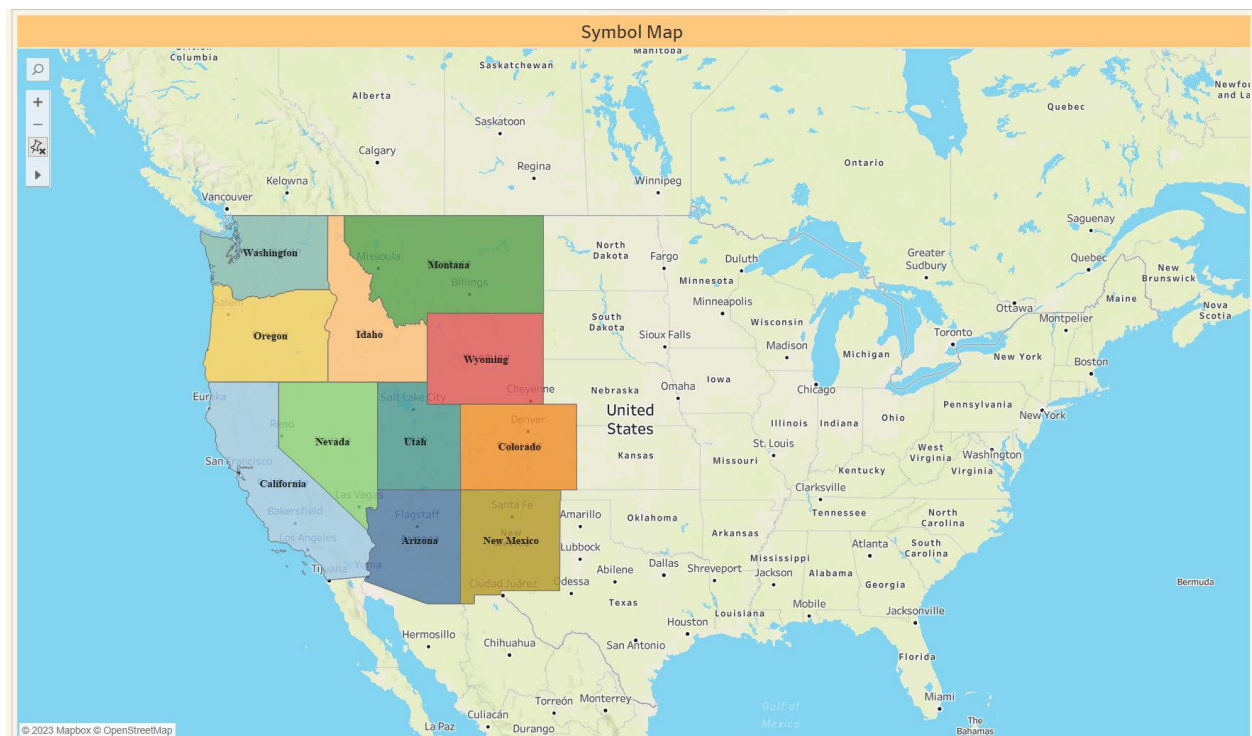 Symbol Map
British
Columbia
Manitoba
Saskatchewan
Newfou
and La
Alberta
Quebec
Saskatoon
Calgary
Ontario
Regina
Kelowna
Winnipeg
Vancouver
Saguenay
Washington
North
Dakota
Fargo
Duluth
Greater
Sudbury
Quebec
New
Brunswick
Missoula
Montana
Billings
Minnesota
Maine
Nova
Scotia
Salem
Minneapolis
Ottawa
Montpelier
South
Dakota
Wisconsin
Oregon
Idaho
Sioux Falls
Toronto
Madison
Michigan
New York
Boston
Wyoming
Iowa
Omaha
Chicago
Nebraska
Cheyenne
Eureka
Salt Lake City
Pennsylvania
New York
United
States
Denver
Reno
Illinois
Indiana
Ohio
Nevada
Utah
Colorado
St. Louis
West
Virginia
Washington
Kansas
Missouri
San Francisco
Kentucky
Virginia
California
Clarksville
Las Vegas
Santa Fe
Tennessee
North
Carolina
Bakersfield
Flagstaff
Amarillo
Oklahoma
Arkansas
Los Angeles
Arizona
New
New Mexico
Atlanta
South
Carolina
Lubbock
Mississippi
Tijuana
Yuma
Abilene
Dallas
Shreveport
Jackson
Alabama
Georgia
Bermuda
Ciudad Juárez
Odessa
Texas
Mobile
Jacksonville
Louisiana
Houston
Hermosillo
Chihuahua
San Antonio
Florida
Miami
Torreón
Monterrey
Gulf of
Mexico
Culiacán
La Paz
Durango
The
Bahamas
© 2023 Mapbox © OpenStreetMap